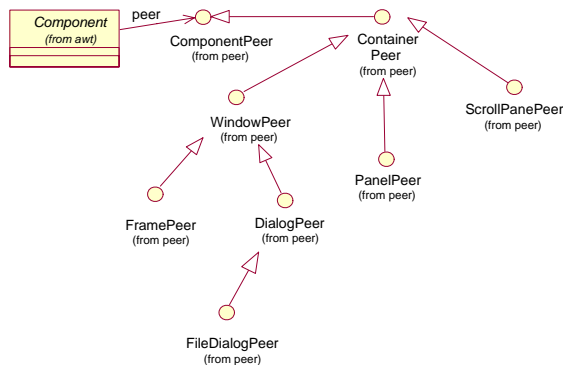 Component
(from awt)
peer
ComponentPeer
(from peer)
Container
Peer
(from peer)
ScrollPanePeer
(from peer)
WindowPeer
(from peer)
PanelPeer
(from peer)
FramePeer
(from peer)
DialogPeer
(from peer)
FileDialogPeer
(from peer)